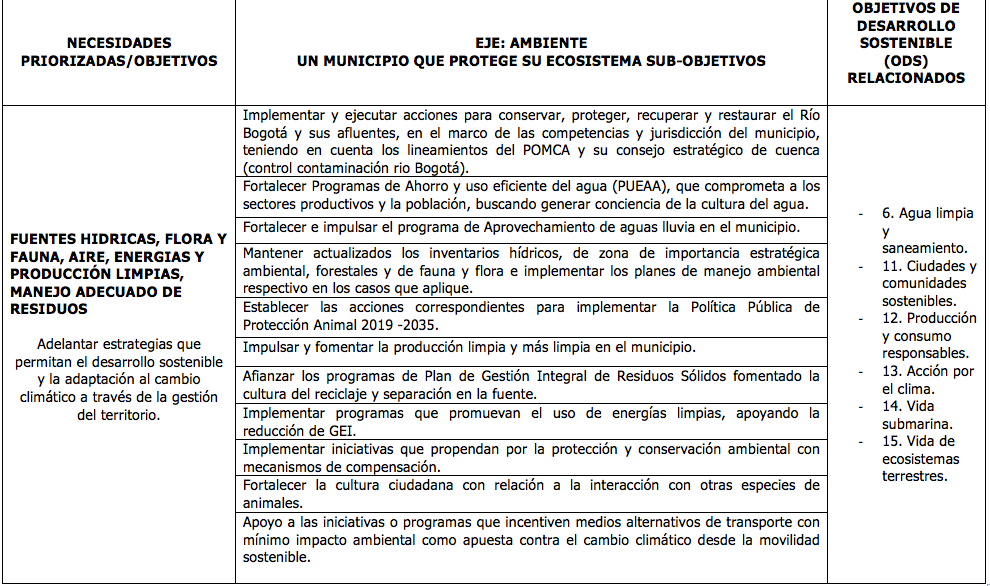 NECESIDADES
PRIORIZADAS/OBJETIVOS
EJE: AMBIENTE
UN MUNICIPIO QUE PROTEGE SU ECOSISTEMA SUB-OBJETIVOS
OBJETIVOS DE
DESARROLLO
SOSTENIBLE
(ODS)
RELACIONADOS
FUENTES HIDRICAS, FLORA Y
FAUNA, AIRE, ENERGIAS Y
PRODUCCIÓN LIMPIAS,
MANEJO ADECUADO DE
RESIDUOS
Adelantar estrategias que
permitan el desarrollo sostenible
y la adaptación al cambio
climático a través de la gestión
del territorio.
Implementar y ejecutar acciones para conservar, proteger, recuperar y restaurar el Río
Bogotá y sus afluentes, en el marco de las competencias y jurisdicción del municipio,
teniendo en cuenta los lineamientos del POMCA y su consejo estratégico de cuenca
(control contaminación rio Bogotá).
Fortalecer Programas de Ahorro y uso eficiente del agua (PUEAA), que comprometa a los
sectores productivos y la población, buscando generar conciencia de la cultura del agua.
Fortalecer e impulsar el programa de Aprovechamiento de aguas lluvia en el municipio.
Mantener actualizados los inventarios hídricos, de zona de importancia estratégica
ambiental, forestales y de fauna y flora e implementar los planes de manejo ambiental
respectivo en los casos que aplique.
Establecer las acciones correspondientes para implementar la Política Pública de
Protección Animal 2019 -2035.
Impulsar y fomentar la producción limpia y más limpia en el municipio.
Afianzar los programas de Plan de Gestión Integral de Residuos Sólidos fomentado la
cultura del reciclaje y separación en la fuente.
Implementar programas que promuevan el uso de energías limpias, apoyando la
reducción de GEI.
Implementar iniciativas que propendan por la protección y conservación ambiental con
mecanismos de compensación.
Fortalecer la cultura ciudadana con relación a la interacción con otras especies de
animales.
Apoyo a las iniciativas o programas que incentiven medios alternativos de transporte con
mínimo impacto ambiental como apuesta contra el cambio climático desde la movilidad
sostenible.
- 6. Agua limpia
y
saneamiento.
- 11. Ciudades y
comunidades
sostenibles.
- 12. Producción
y consumo
responsables.
- 13. Acción por
el clima.
- 14. Vida
submarina.
- 15. Vida de
ecosistemas
terrestres.